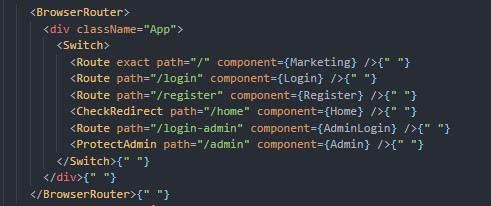 <BrowserRouter>
<div className="App">
<Switch>
<Route exact path="/" component={Marketing} />{" "}
<Route path="/login" component={Login} />{" "}
<Route path="/register" component={Register} />{" "}
<CheckRedirect path="/home" component={Home} />{" "}
<Route path="/login-admin" component={AdminLogin} />{" "}
<ProtectAdmin path="/admin" component={Admin} />{" "}
</Switch>{" "}
</div>{" "}
</BrowserRouter>{" "}